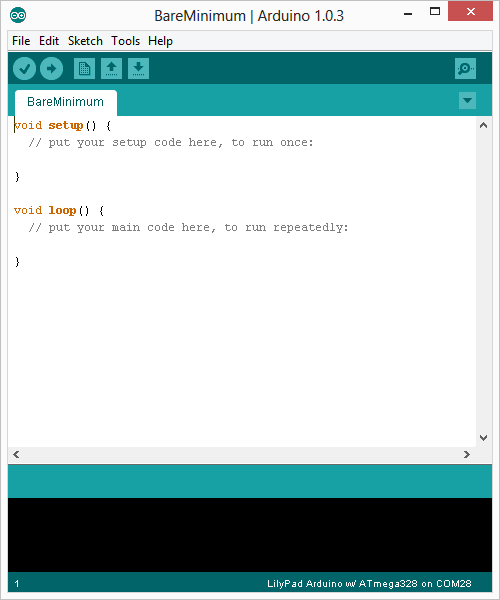 BareMinimum | Arduino 1.0.3
File Edit Sketch Tools Help
BareMinimum
void setup() {
  // put your setup code here, to run once:
}
void loop() {
  // put your main code here, to run repeatedly:
}
1 LilyPad Arduino w/ ATmega328 on COM28